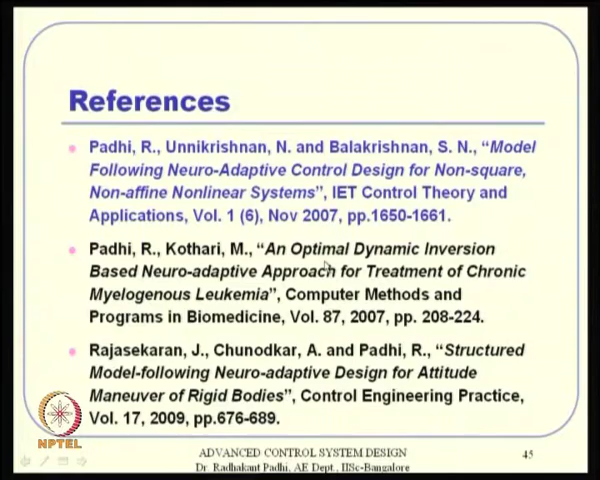 References
Padhi, R., Unnikrishnan, N. and Balakrishnan, S. N., “Model
Following Neuro-Adaptive Control Design for Non-square,
Non-affine Nonlinear Systems”, IET Control Theory and
Applications, Vol. 1 (6), Nov 2007, pp.1650-1661.
Padhi, R., Kothari, M., “An Optimal Dynamic Inversion
Based Neuro-adaptive Approach for Treatment of Chronic
Myelogenous Leukemia”, Computer Methods and
Programs in Biomedicine, Vol. 87, 2007, pp. 208-224.
Rajasekaran, J., Chunodkar, A. and Padhi, R., “Structured
Model-following Neuro-adaptive Design for Attitude
Maneuver of Rigid Bodies”, Control Engineering Practice,
Vol. 17, 2009, pp.676-689.
NPTEL
ADVANCED CONTROL SYSTEM DESIGN
Dr. Radhakant Padhi, AE Dept., IISc-Bangalore
45